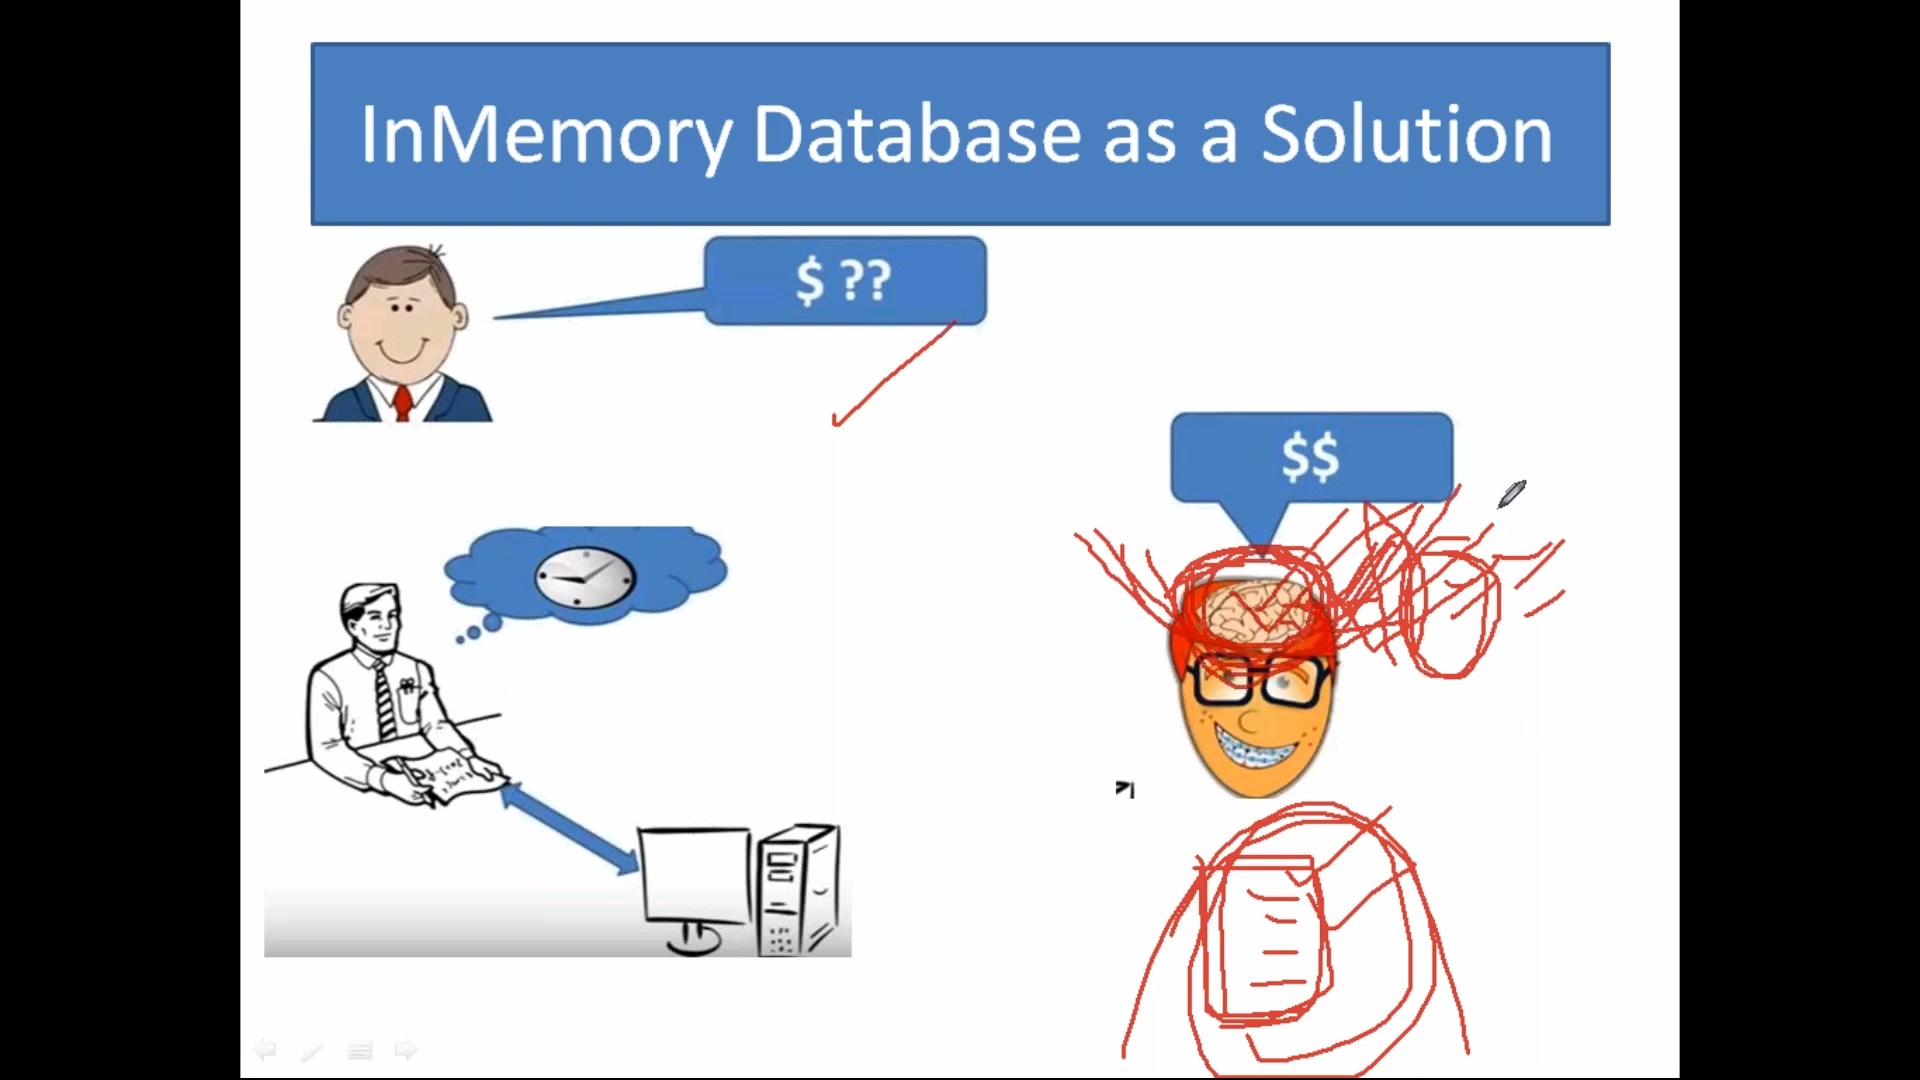 InMemory Database as a Solution
$ ??
$$